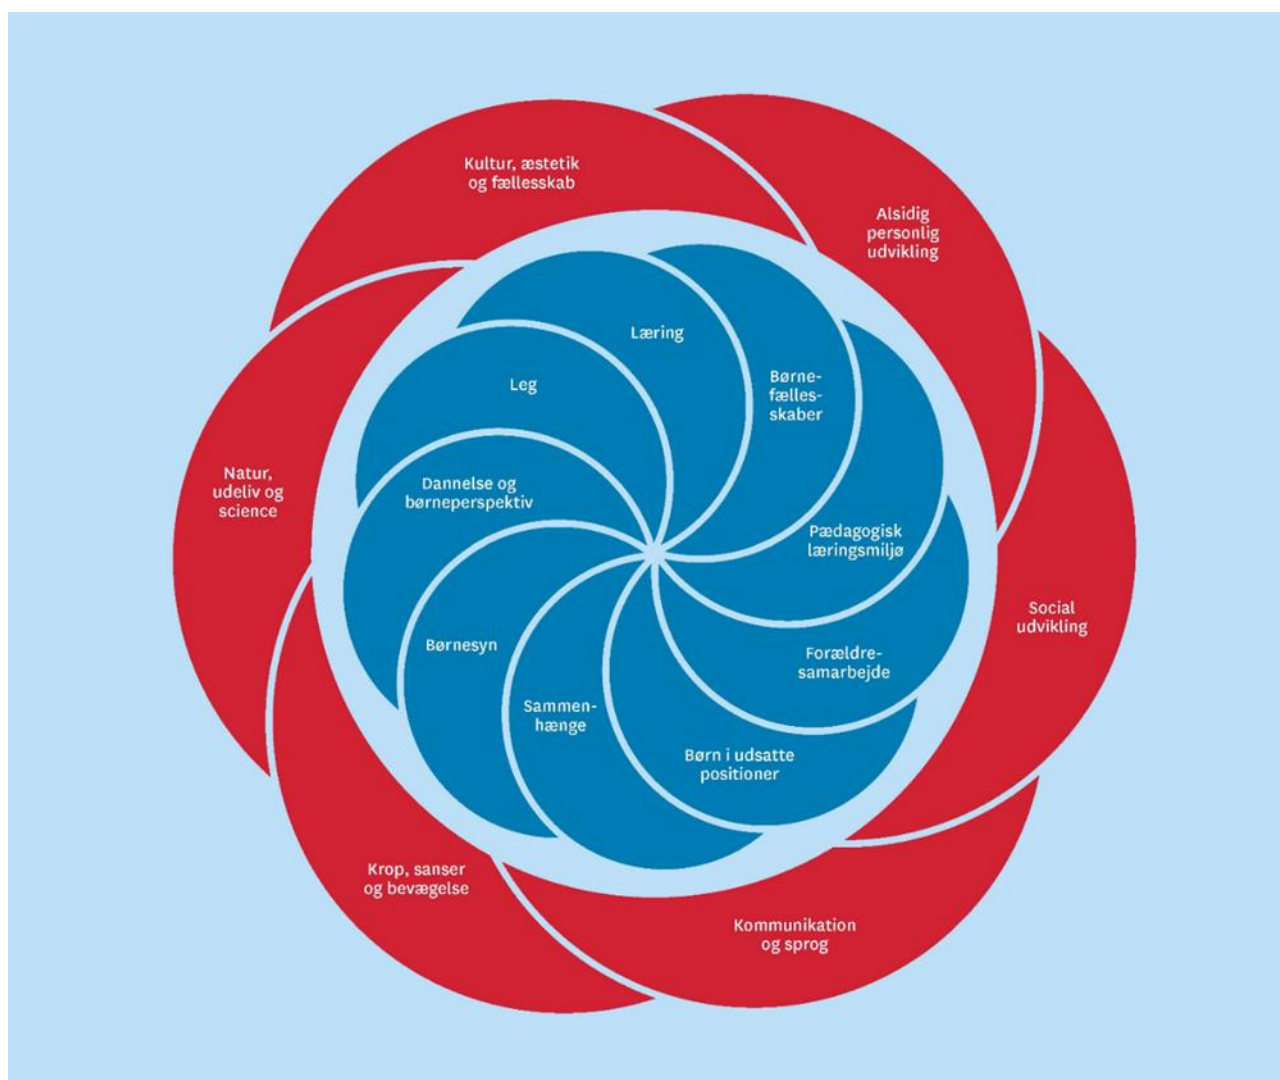 Kultur, æstetik
og fællesskab
Alsidig
personlig
udvikling
Læring
Børne-
fælles-
skaber
Leg
Natur,
udeliv og
science
Dannelse og
børneperspektiv
Pædagogisk
læringsmiljø
Social
udvikling
Børnesyn
Forældre-
samarbejde
Sammen-
hænge
Børn i udsatte
positioner
Krop, sanser
og bevægelse
Kommunikation
og sprog